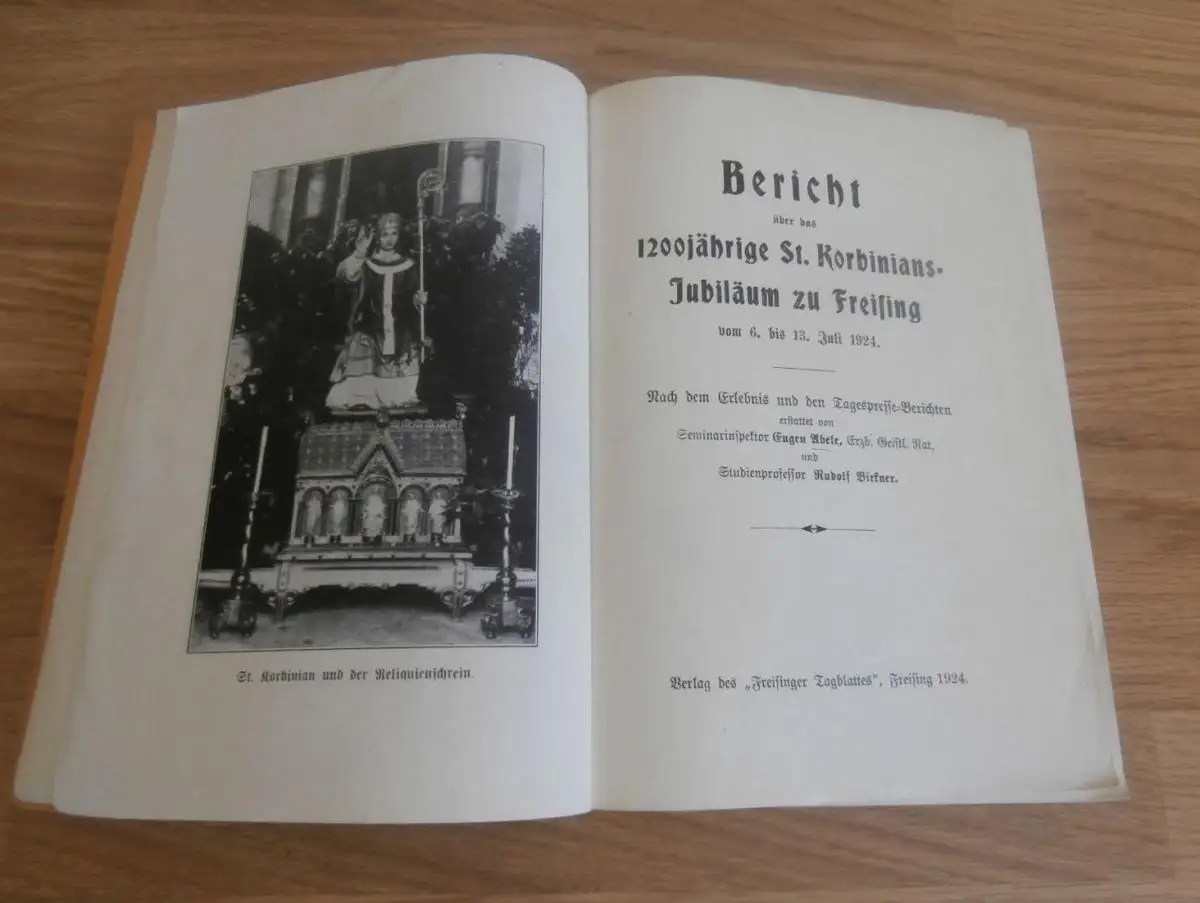 St. Korbinian und der Reliquienschrein.
Bericht
über das
1200jährige St. Korbinians-
Jubiläum zu Freising
vom 6. bis 13. Juli 1924.
Nach dem Erlebnis und den Tagespresse-Berichten
erstattet von
Seminarinspektor Eugen Abele, Erzb. Geistl. Rat,
und
Studienprofessor Rudolf Birkner.
Verlag des „Freisinger Tagblattes", Freising 1924.